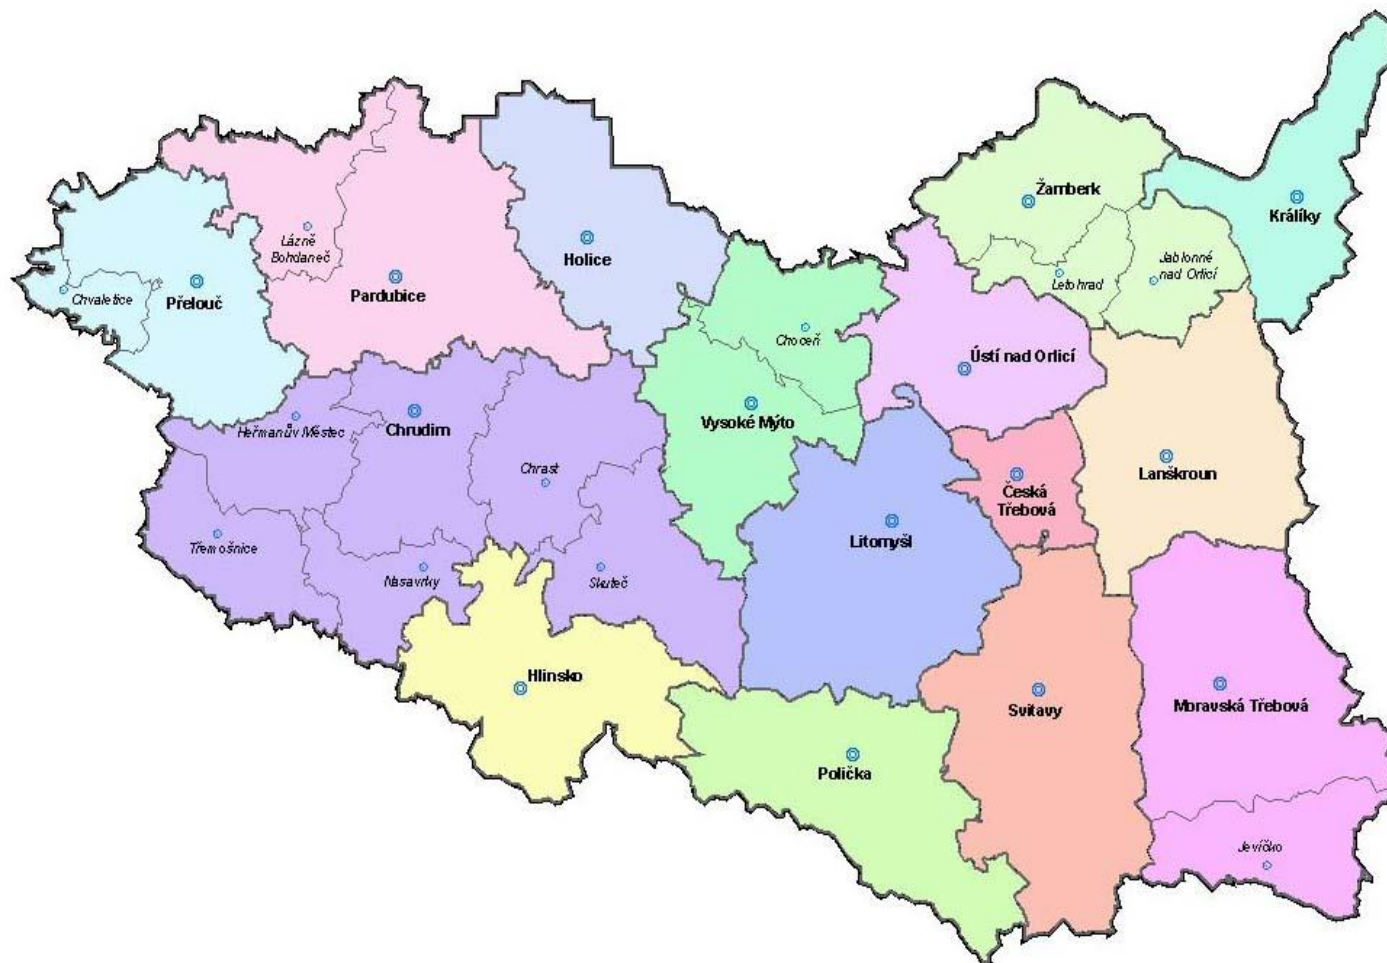 Žamberk
Králíky
Holice
Lázně
Bohdaneč
Jablonné
nad Orlicí
Letohrad
Pardubice
Přelouč
Chvaletice
Choceň
Ústí nad Orlicí
Vysoké Mýto
Heřmanův Městec
Chrudim
Chrast
Lanškroun
Česká
Třebová
Litomyšl
Třemošnice
Nasavrky
Skuteč
Hlinsko
Svitavy
Moravská Třebová
Polička
Jevíčko